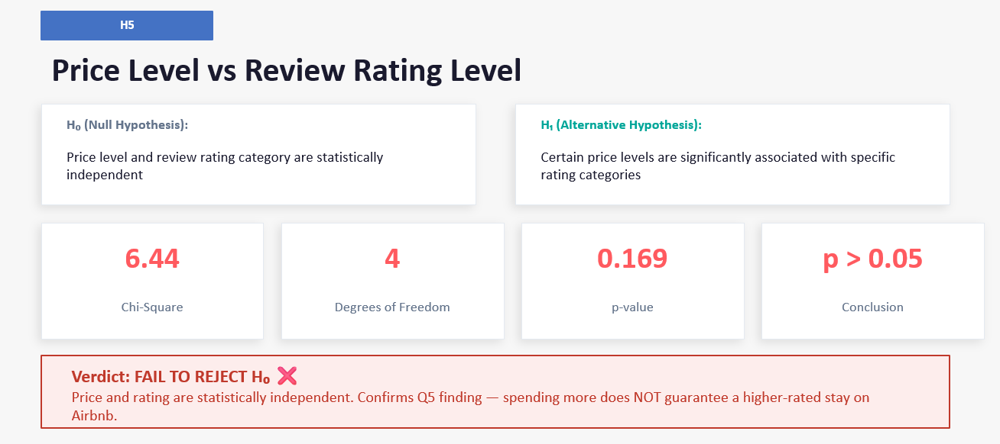 H5
Price Level vs Review Rating Level
H₀ (Null Hypothesis):
Price level and review rating category are statistically
independent
H₁ (Alternative Hypothesis):
Certain price levels are significantly associated with specific
rating categories
6.44
Chi-Square
4
Degrees of Freedom
0.169
p-value
p > 0.05
Conclusion
Verdict: FAIL TO REJECT H₀ ❌
Price and rating are statistically independent. Confirms Q5 finding — spending more does NOT guarantee a higher-rated stay on
Airbnb.